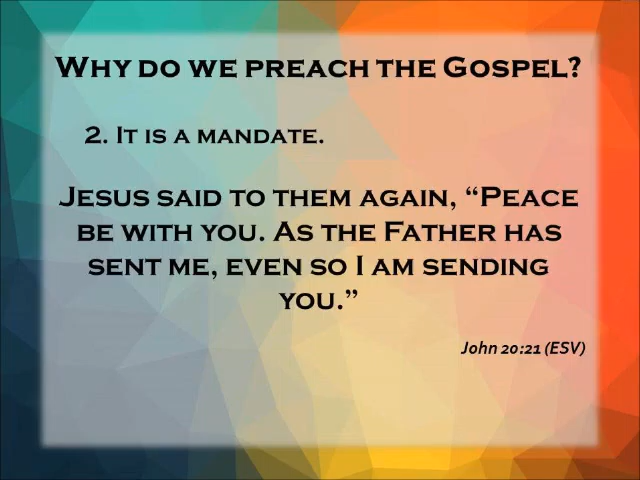 Why do we preach the Gospel?
2. It is a mandate.
Jesus said to them again, “Peace
be with you. As the Father has
sent me, even so I am sending
you.”
John 20:21 (ESV)